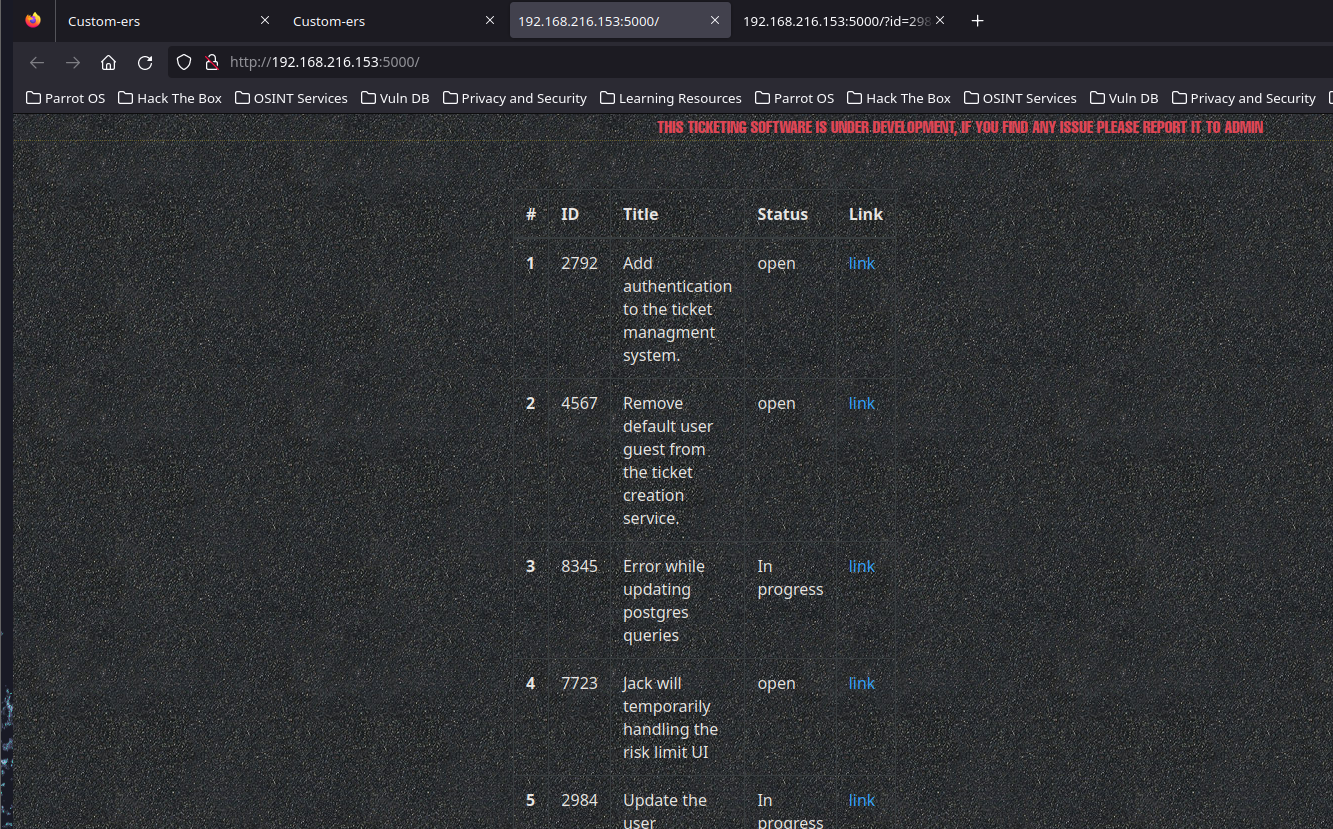 Custom-ers
Custom-ers
192.168.216.153:5000/
192.168.216.153:5000/?id=298
http://192.168.216.153:5000/
Parrot OS Hack The Box OSINT Services Vuln DB Privacy and Security Learning Resources Parrot OS Hack The Box OSINT Services Vuln DB Privacy and Security
THIS TICKETING SOFTWARE IS UNDER DEVELOPMENT, IF YOU FIND ANY ISSUE PLEASE REPORT IT TO ADMIN
# ID Title Status Link
1 2792 Add open link
authentication
to the ticket
managment
system.
2 4567 Remove open link
default user
guest from
the ticket
creation
service.
3 8345 Error while In link
updating progress
postgres
queries
4 7723 Jack will open link
temporarily
handling the
risk limit UI
5 2984 Update the In link
user progress